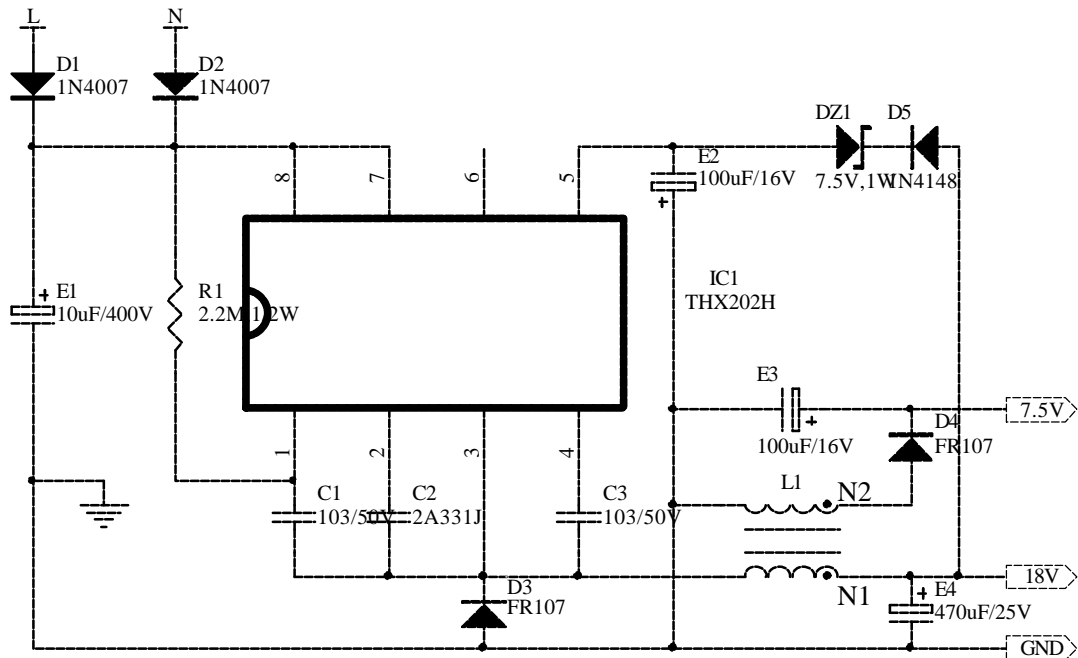 L
N
D1
1N4007
D2
1N4007
DZ1
D5
E2
100uF/16V
7.5V,1W
1N4148
8
7
6
5
IC1
THX202H
E1
10uF/400V
R1
2.2M 1/2W
E3
7.5V
100uF/16V
D4
FR107
1
2
3
4
L1
N2
C1
103/50V
C2
2A331J
C3
103/50V
D3
FR107
N1
18V
E4
470uF/25V
GND